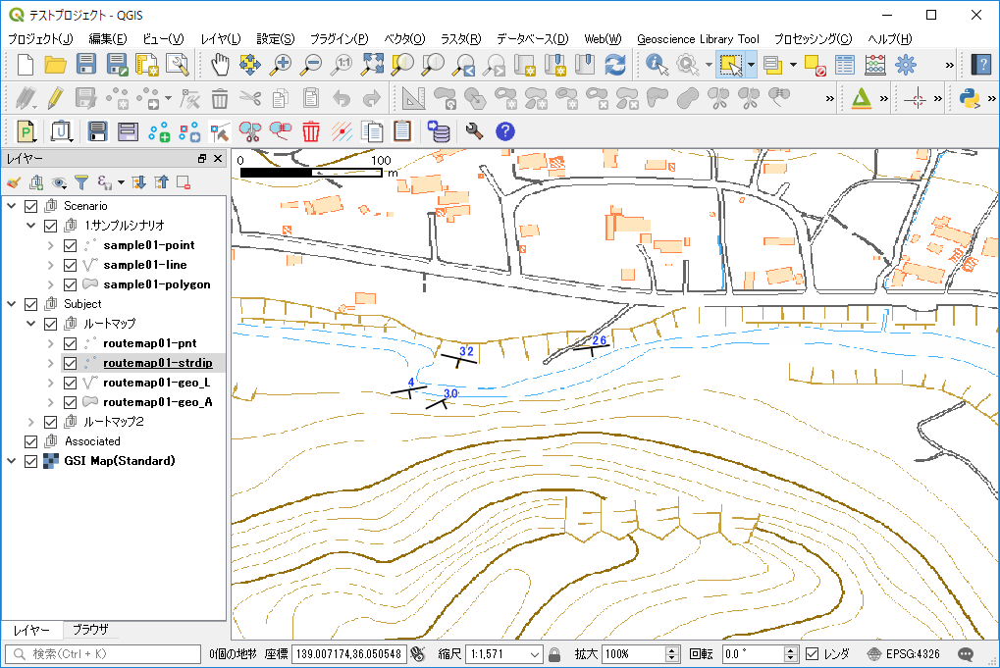 テストプロジェクト - QGIS
プロジェクト(J) 編集(E) ビュー(V) レイヤ(L) 設定(S) プラグイン(P) ベクタ(O) ラスタ(R) データベース(D) Web(W) Geoscience Library Tool プロセッシング(C) ヘルプ(H)
レイヤー
Scenario
1.サンプルシナリオ
sample01-point
sample01-line
sample01-polygon
Subject
ルートマップ
routemap01-pnt
routemap01-strdip
routemap01-geo_L
routemap01-geo_A
ルートマップ2
Associated
GSI Map(Standard)
レイヤー ブラウザ
0 100
m
32
26
4
30
検索(Ctrl + K) 0個の地物 座標 139.007174,36.050548 縮尺 1:1,571 拡大 100% 回転 0.0 ° レンダ EPSG:4326